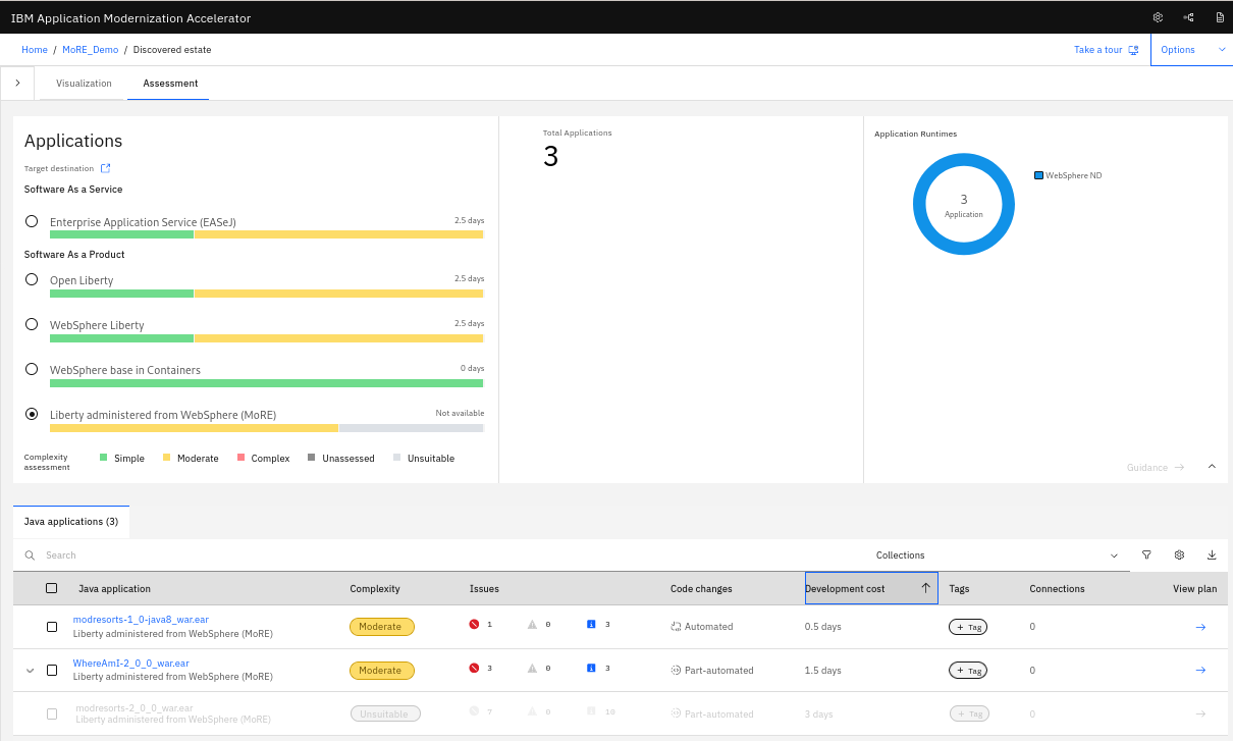 IBM Application Modernization Accelerator
Home / MoRE_Demo / Discovered estate
Take a tour
Options
Visualization
Assessment
Applications
Target destination
Software As a Service
Enterprise Application Service (EASeJ)
2.5 days
Software As a Product
Open Liberty
2.5 days
WebSphere Liberty
2.5 days
WebSphere base in Containers
0 days
Liberty administered from WebSphere (MoRE)
Not available
Complexity
assessment
Simple
Moderate
Complex
Unassessed
Unsuitable
Total Applications
3
Application Runtimes
3
Application
WebSphere ND
Guidance
Java applications (3)
Search
Collections
Java application Complexity Issues Code changes Development cost Tags Connections View plan
modresorts-1_0-java8_war.ear
Liberty administered from WebSphere (MoRE)
Moderate 1 0 3 Automated 0.5 days + Tag 0
WhereAmI-2_0_0_war.ear
Liberty administered from WebSphere (MoRE)
Moderate 3 0 3 Part-automated 1.5 days + Tag 0
modresorts-2_0_0_war.ear
Liberty administered from WebSphere (MoRE)
Unsuitable 7 0 10 Part-automated 3 days + Tag 0